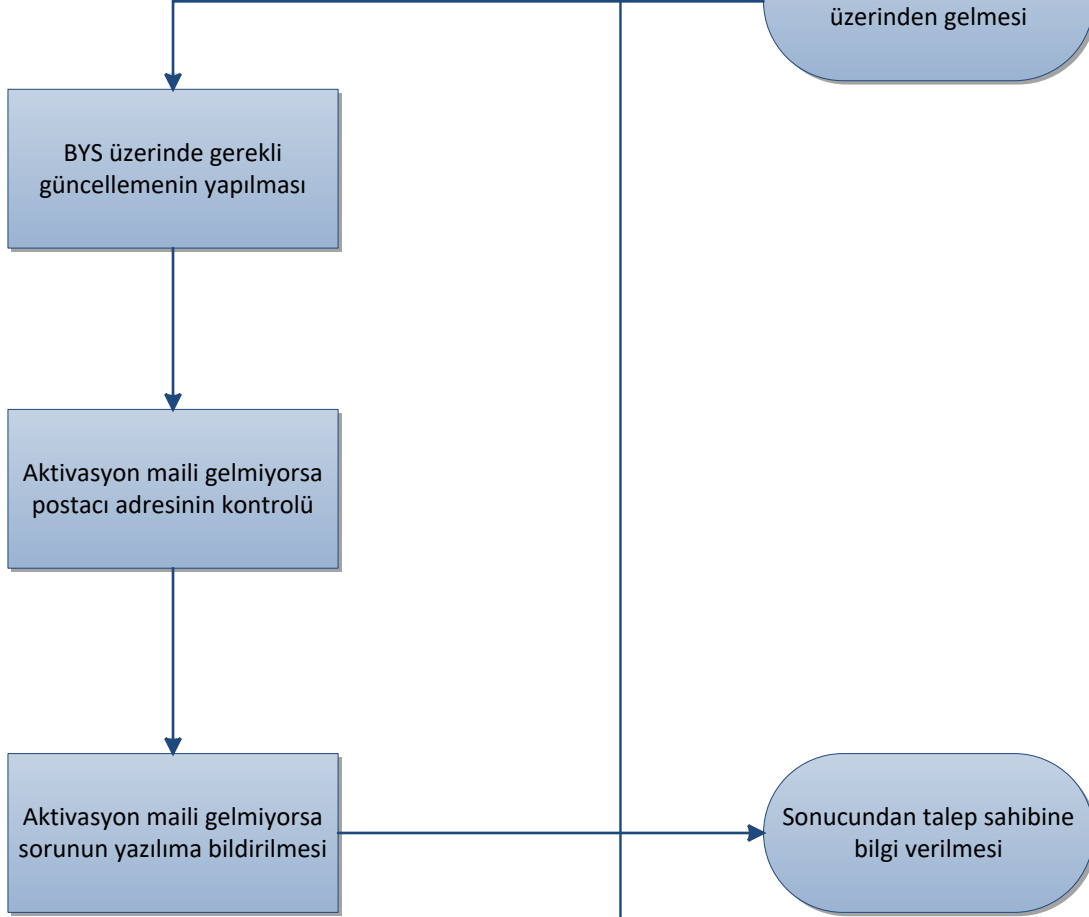 üzerinden gelmesi
BYS üzerinde gerekli
güncellemenin yapılması
Aktivasyon maili gelmiyorsa
postacı adresinin kontrolü
Aktivasyon maili gelmiyorsa
sorunun yazılıma bildirilmesi
Sonucundan talep sahibine
bilgi verilmesi